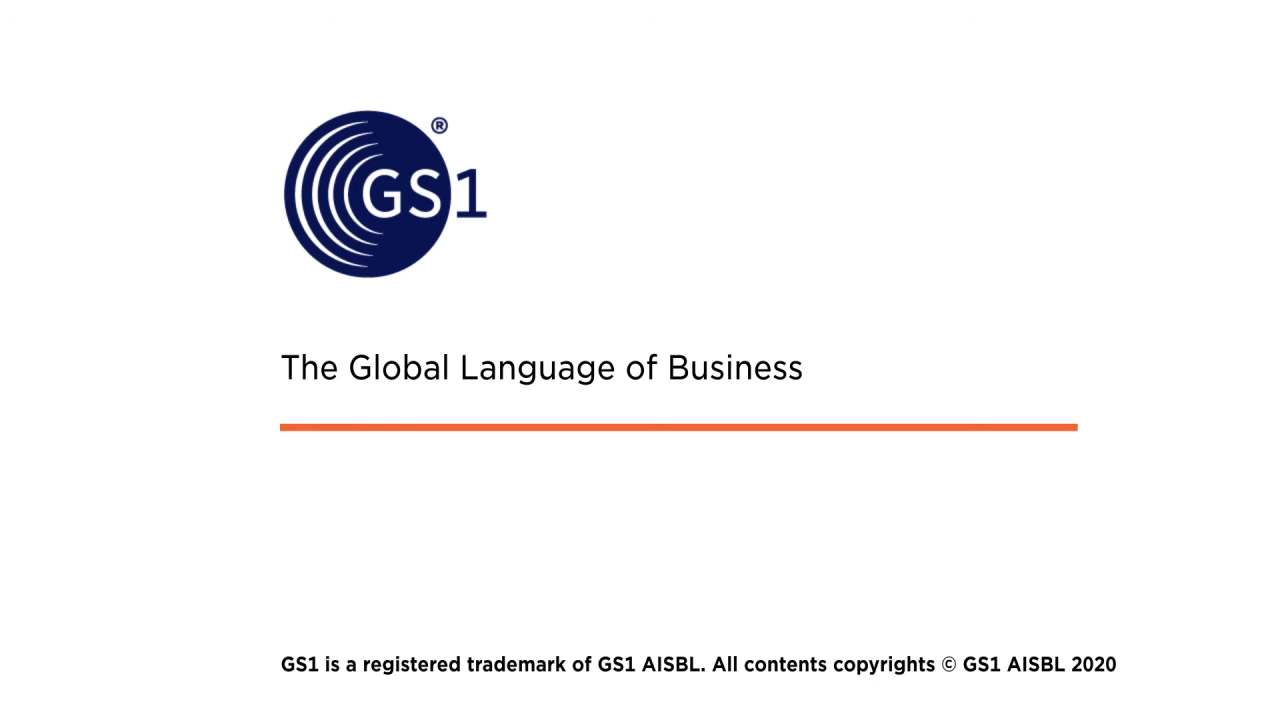 GS1®
The Global Language of Business
GS1 is a registered trademark of GS1 AISBL. All contents copyrights © GS1 AISBL 2020